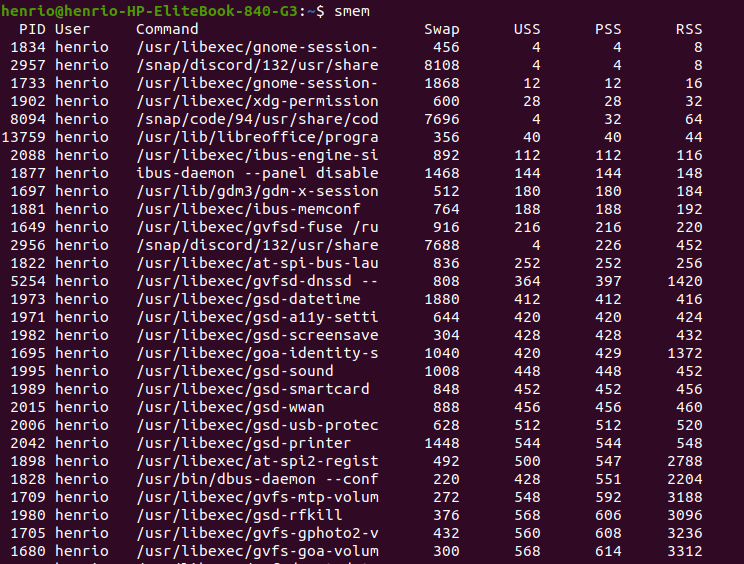 henrio@henrio-HP-EliteBook-840-G3:~$ smem
PID User Command Swap USS PSS RSS
1834 henrio /usr/libexec/gnome-session- 456 4 4 8
2957 henrio /snap/discord/132/usr/share 8108 4 4 8
1733 henrio /usr/libexec/gnome-session- 1868 12 12 16
1902 henrio /usr/libexec/xdg-permission 600 28 28 32
8094 henrio /snap/code/94/usr/share/cod 7696 4 32 64
13759 henrio /usr/lib/libreoffice/progra 356 40 40 44
2088 henrio /usr/libexec/ibus-engine-si 892 112 112 116
1877 henrio ibus-daemon --panel disable 1468 144 144 148
1697 henrio /usr/lib/gdm3/gdm-x-session 512 180 180 184
1881 henrio /usr/libexec/ibus-memconf 764 188 188 192
1649 henrio /usr/libexec/gvfsd-fuse /ru 916 216 216 220
2956 henrio /snap/discord/132/usr/share 7688 4 226 452
1822 henrio /usr/libexec/at-spi-bus-lau 836 252 252 256
5254 henrio /usr/libexec/gvfsd-dnssd -- 808 364 397 1420
1973 henrio /usr/libexec/gsd-datetime 1880 412 412 416
1971 henrio /usr/libexec/gsd-a11y-setti 644 420 420 424
1982 henrio /usr/libexec/gsd-screensave 304 428 428 432
1695 henrio /usr/libexec/goa-identity-s 1040 420 429 1372
1995 henrio /usr/libexec/gsd-sound 1008 448 448 452
1989 henrio /usr/libexec/gsd-smartcard 848 452 452 456
2015 henrio /usr/libexec/gsd-wwan 888 456 456 460
2006 henrio /usr/libexec/gsd-usb-protec 628 512 512 520
2042 henrio /usr/libexec/gsd-printer 1448 544 544 548
1898 henrio /usr/libexec/at-spi2-regist 492 500 547 2788
1828 henrio /usr/bin/dbus-daemon --conf 220 428 551 2204
1709 henrio /usr/libexec/gvfs-mtp-volum 272 548 592 3188
1980 henrio /usr/libexec/gsd-rfkill 376 568 606 3096
1705 henrio /usr/libexec/gvfs-gphoto2-v 432 560 608 3236
1680 henrio /usr/libexec/gvfs-goa-volum 300 568 614 3312